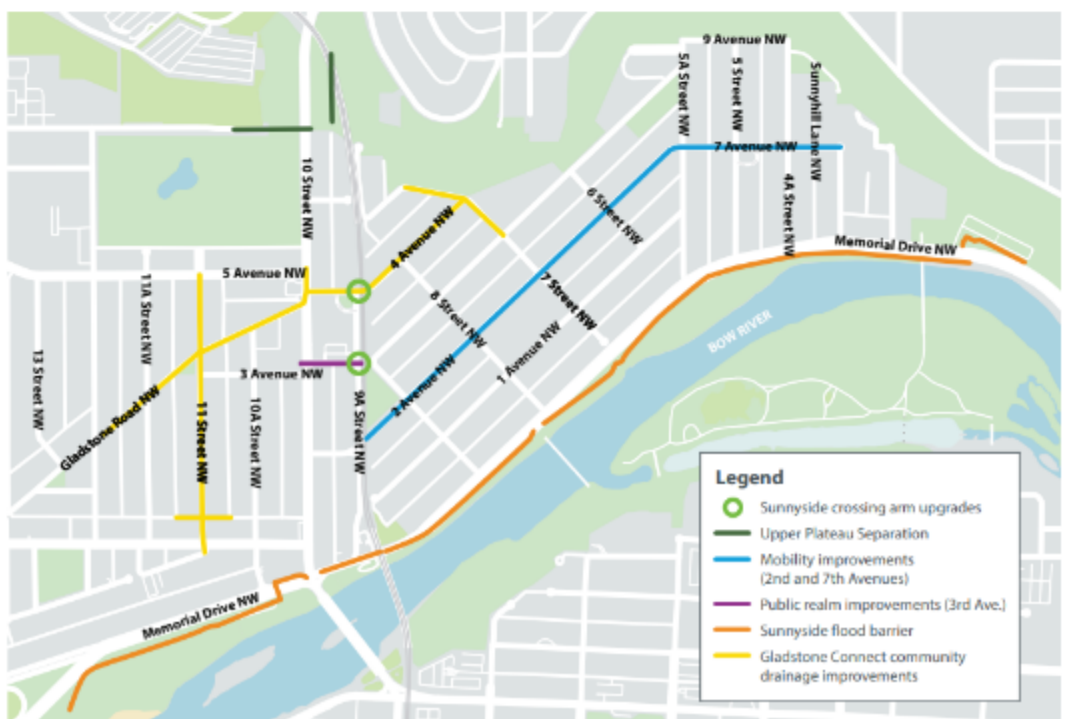 9 Avenue NW
5A Street NW
5 Street NW
Sunnyhill Lane NW
7 Avenue NW
10 Street NW
6 Street NW
4A Street NW
4 Avenue NW
Memorial Drive NW
5 Avenue NW
11A Street NW
8 Street NW
7 Street NW
BOW RIVER
1 Avenue NW
13 Street NW
3 Avenue NW
2 Avenue NW
9A Street NW
Gladstone Road NW
11 Street NW
10A Street NW
Memorial Drive NW
Legend
Sunnyside crossing arm upgrades
Upper Plateau Separation
Mobility improvements
(2nd and 7th Avenues)
Public realm improvements (3rd Ave.)
Sunnyside flood barrier
Gladstone Connect community
drainage improvements